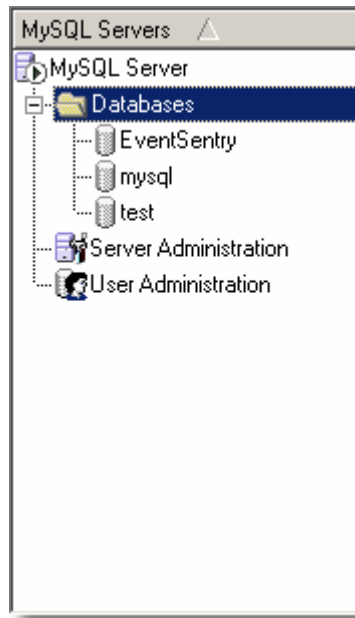 MySQL Servers
MySQL Server
Databases
EventSentry
mysql
test
Server Administration
User Administration